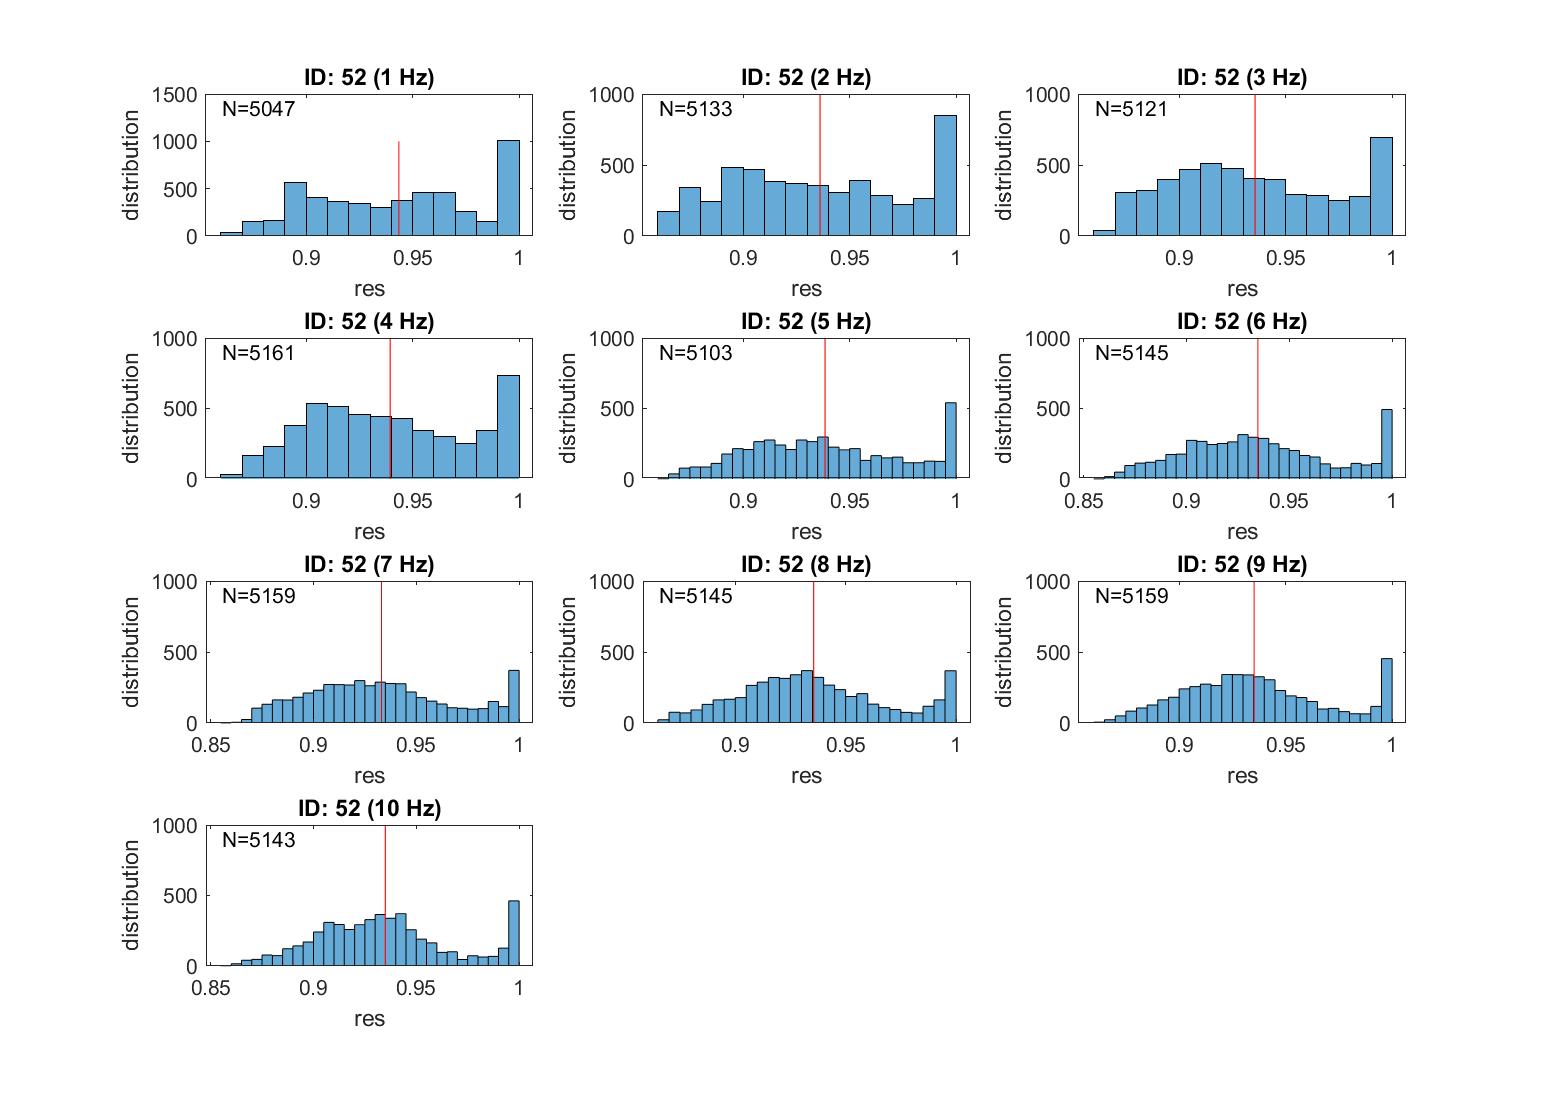 ID: 52 (1 Hz)
N=5047
1500
1000
500
0
distribution
0.9 0.95 1
res
ID: 52 (2 Hz)
N=5133
1000
500
0
distribution
0.9 0.95 1
res
ID: 52 (3 Hz)
N=5121
1000
500
0
distribution
0.9 0.95 1
res
ID: 52 (4 Hz)
N=5161
1000
500
0
distribution
0.9 0.95 1
res
ID: 52 (5 Hz)
N=5103
1000
500
0
distribution
0.9 0.95 1
res
ID: 52 (6 Hz)
N=5145
1000
500
0
distribution
0.85 0.9 0.95 1
res
ID: 52 (7 Hz)
N=5159
1000
500
0
distribution
0.85 0.9 0.95 1
res
ID: 52 (8 Hz)
N=5145
1000
500
0
distribution
0.9 0.95 1
res
ID: 52 (9 Hz)
N=5159
1000
500
0
distribution
0.9 0.95 1
res
ID: 52 (10 Hz)
N=5143
1000
500
0
distribution
0.85 0.9 0.95 1
res